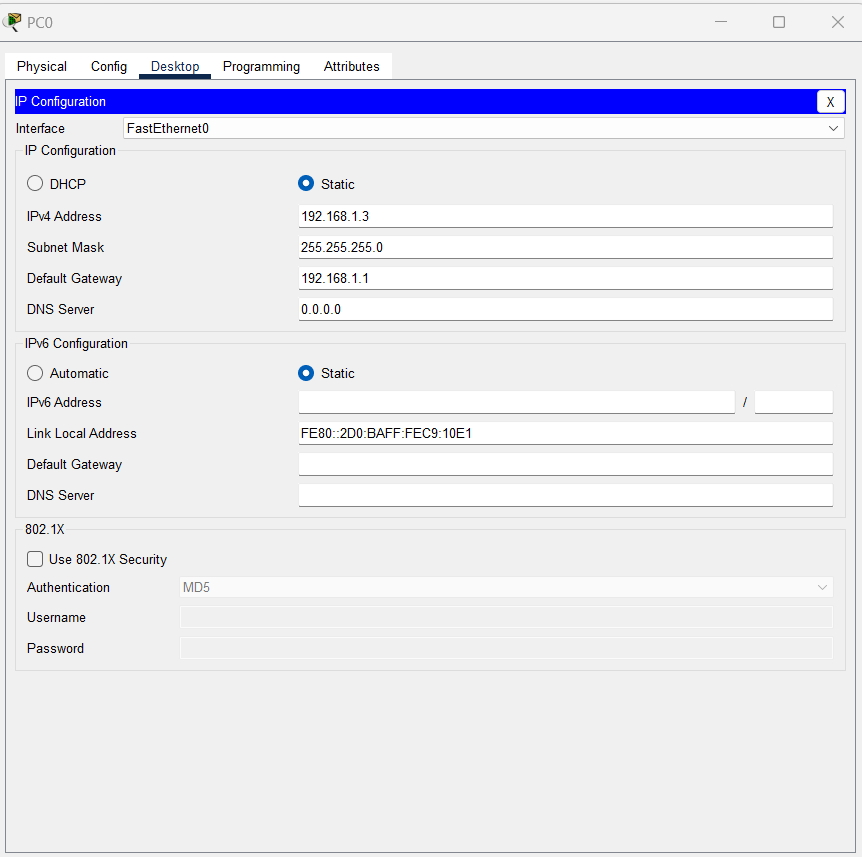 PC0
Physical Config Desktop Programming Attributes
IP Configuration X
Interface FastEthernet0
IP Configuration
DHCP Static
IPv4 Address 192.168.1.3
Subnet Mask 255.255.255.0
Default Gateway 192.168.1.1
DNS Server 0.0.0.0
IPv6 Configuration
Automatic Static
IPv6 Address /
Link Local Address FE80::2D0:BAFF:FEC9:10E1
Default Gateway
DNS Server
802.1X
Use 802.1X Security
Authentication MD5
Username
Password